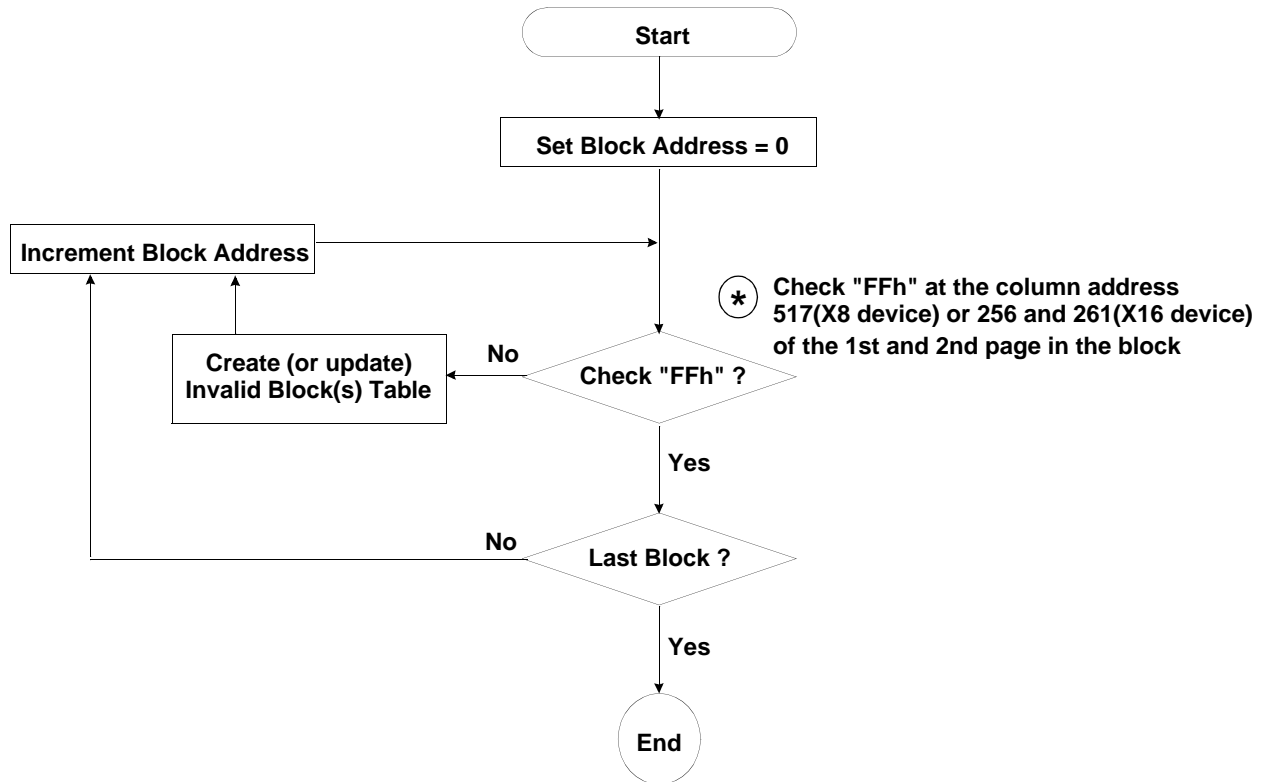 Start
Set Block Address = 0
Increment Block Address
*
Check "FFh" at the column address
517(X8 device) or 256 and 261(X16 device)
of the 1st and 2nd page in the block
Create (or update)
Invalid Block(s) Table
No
Check "FFh" ?
Yes
No
Last Block ?
Yes
End